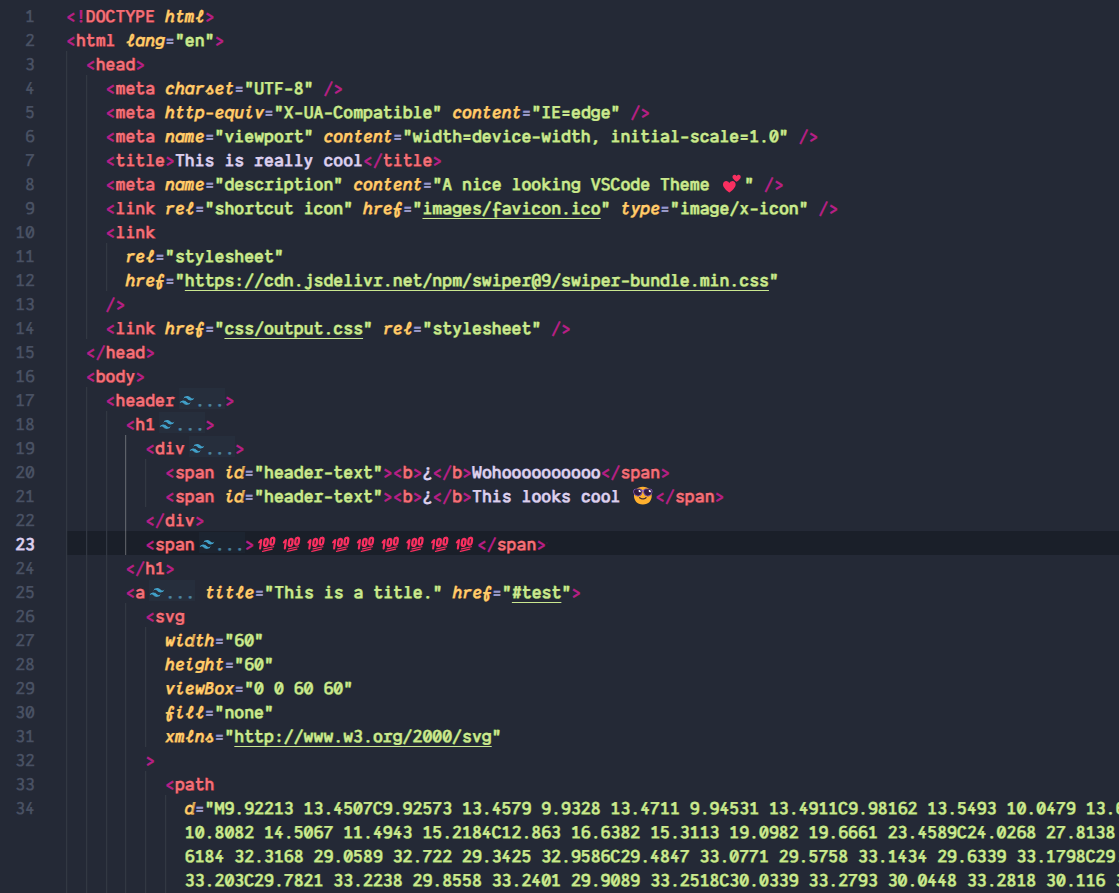 1 <!DOCTYPE html>
2 <html lang="en">
3 <head>
4 <meta charset="UTF-8" />
5 <meta http-equiv="X-UA-Compatible" content="IE=edge" />
6 <meta name="viewport" content="width=device-width, initial-scale=1.0" />
7 <title>This is really cool</title>
8 <meta name="description" content="A nice looking VSCode Theme 💕" />
9 <link rel="shortcut icon" href="images/favicon.ico" type="image/x-icon" />
10 <link
11 rel="stylesheet"
12 href="https://cdn.jsdelivr.net/npm/swiper@9/swiper-bundle.min.css"
13 />
14 <link href="css/output.css" rel="stylesheet" />
15 </head>
16 <body>
17 <header ...>
18 <h1 ...>
19 <div ...>
20 <span id="header-text"><b>¿</b>Wohoooooooooo</span>
21 <span id="header-text"><b>¿</b>This looks cool 😎</span>
22 </div>
23 <span ...>💯 💯 💯 💯 💯 💯 💯 💯 💯</span>
24 </h1>
25 <a ... title="This is a title." href="#test">
26 <svg
27 width="60"
28 height="60"
29 viewBox="0 0 60 60"
30 fill="none"
31 xmlns="http://www.w3.org/2000/svg"
32 >
33 <path
34 d="M9.92213 13.4507C9.92573 13.4579 9.9328 13.4711 9.94531 13.4911C9.98162 13.5493 10.0479 13.
10.8082 14.5067 11.4943 15.2184C12.863 16.6382 15.3113 19.0982 19.6661 23.4589C24.0268 27.8138
6184 32.3168 29.0589 32.722 29.3425 32.9586C29.4847 33.0771 29.5758 33.1434 29.6339 33.1798C29
33.203C29.7821 33.2238 29.8558 33.2401 29.9089 33.2518C30.0339 33.2793 30.0448 33.2818 30.116